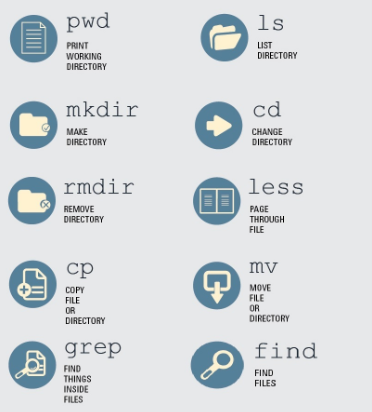 pwd
PRINT
WORKING
DIRECTORY
ls
LIST
DIRECTORY
mkdir
MAKE
DIRECTORY
cd
CHANGE
DIRECTORY
rmdir
REMOVE
DIRECTORY
less
PAGE
THROUGH
FILE
cp
COPY
FILE
OR
DIRECTORY
mv
MOVE
FILE
OR
DIRECTORY
grep
FIND
THINGS
INSIDE
FILES
find
FIND
FILES